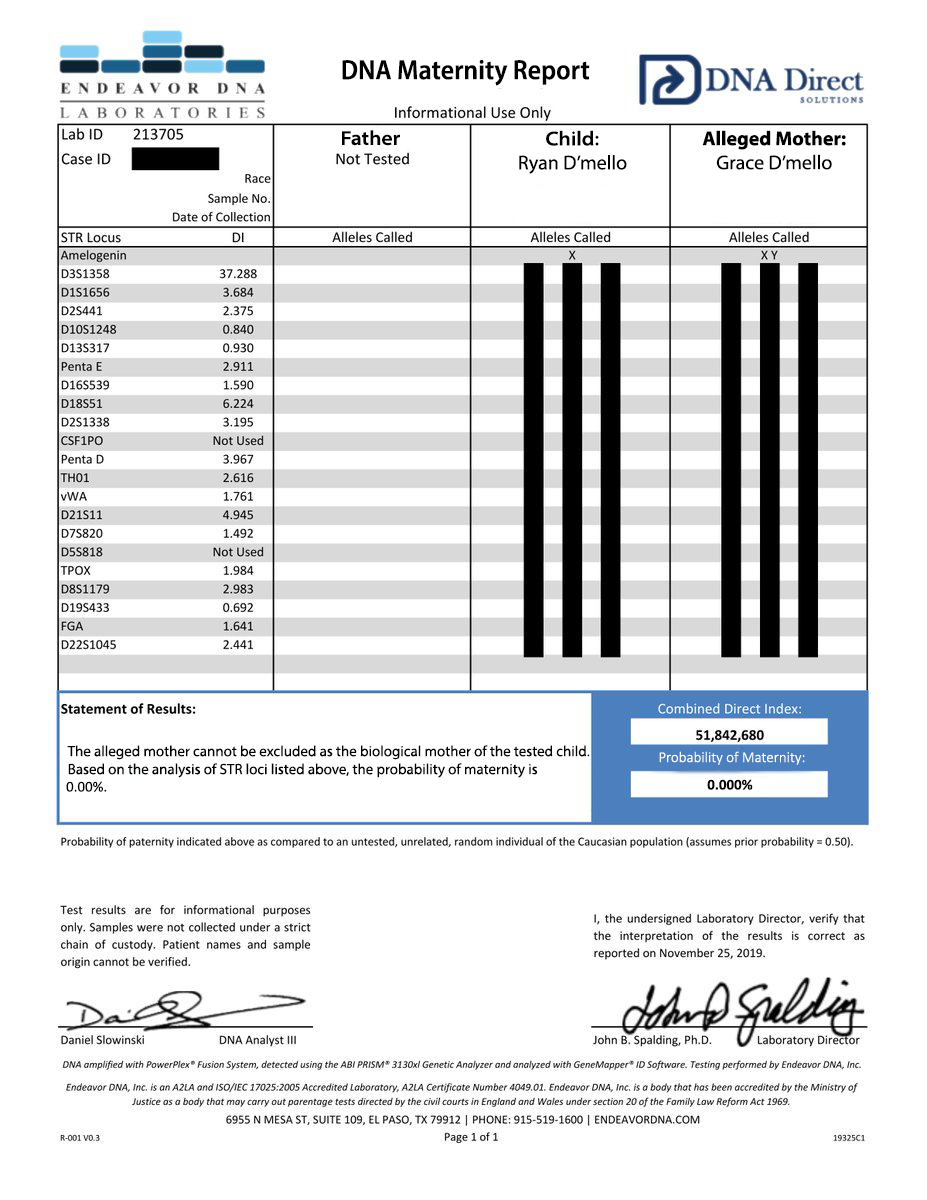 ENDEAVOR DNA
LABORATORIES
DNA Maternity Report
Informational Use Only
DNA Direct
SOLUTIONS
Lab ID 213705
Case ID
Race
Sample No.
Date of Collection
Father
Not Tested
Child:
Ryan D'mello
Alleged Mother:
Grace D'mello
STR Locus DI Alleles Called Alleles Called Alleles Called
Amelogenin X X Y
D3S1358 37.288
D1S1656 3.684
D2S441 2.375
D10S1248 0.840
D13S317 0.930
Penta E 2.911
D16S539 1.590
D18S51 6.224
D2S1338 3.195
CSF1PO Not Used
Penta D 3.967
TH01 2.616
vWA 1.761
D21S11 4.945
D7S820 1.492
D5S818 Not Used
TPOX 1.984
D8S1179 2.983
D19S433 0.692
FGA 1.641
D22S1045 2.441
Statement of Results:
The alleged mother cannot be excluded as the biological mother of the tested child.
Based on the analysis of STR loci listed above, the probability of maternity is
0.00%.
Combined Direct Index:
51,842,680
Probability of Maternity:
0.000%
Probability of paternity indicated above as compared to an untested, unrelated, random individual of the Caucasian population (assumes prior probability = 0.50).
Test results are for informational purposes
only. Samples were not collected under a strict
chain of custody. Patient names and sample
origin cannot be verified.
I, the undersigned Laboratory Director, verify that
the interpretation of the results is correct as
reported on November 25, 2019.
John B Spalding
Daniel Slowinski DNA Analyst III
John B. Spalding, Ph.D. Laboratory Director
DNA amplified with PowerPlex® Fusion System, detected using the ABI PRISM® 3130xl Genetic Analyzer and analyzed with GeneMapper® ID Software. Testing performed by Endeavor DNA, Inc.
Endeavor DNA, Inc. is an A2LA and ISO/IEC 17025:2005 Accredited Laboratory, A2LA Certificate Number 4049.01. Endeavor DNA, Inc. is a body that has been accredited by the Ministry of
Justice as a body that may carry out parentage tests directed by the civil courts in England and Wales under section 20 of the Family Law Reform Act 1969.
6955 N MESA ST, SUITE 109, EL PASO, TX 79912 | PHONE: 915-519-1600 | ENDEAVORDNA.COM
R-001 V0.3 Page 1 of 1 19325C1